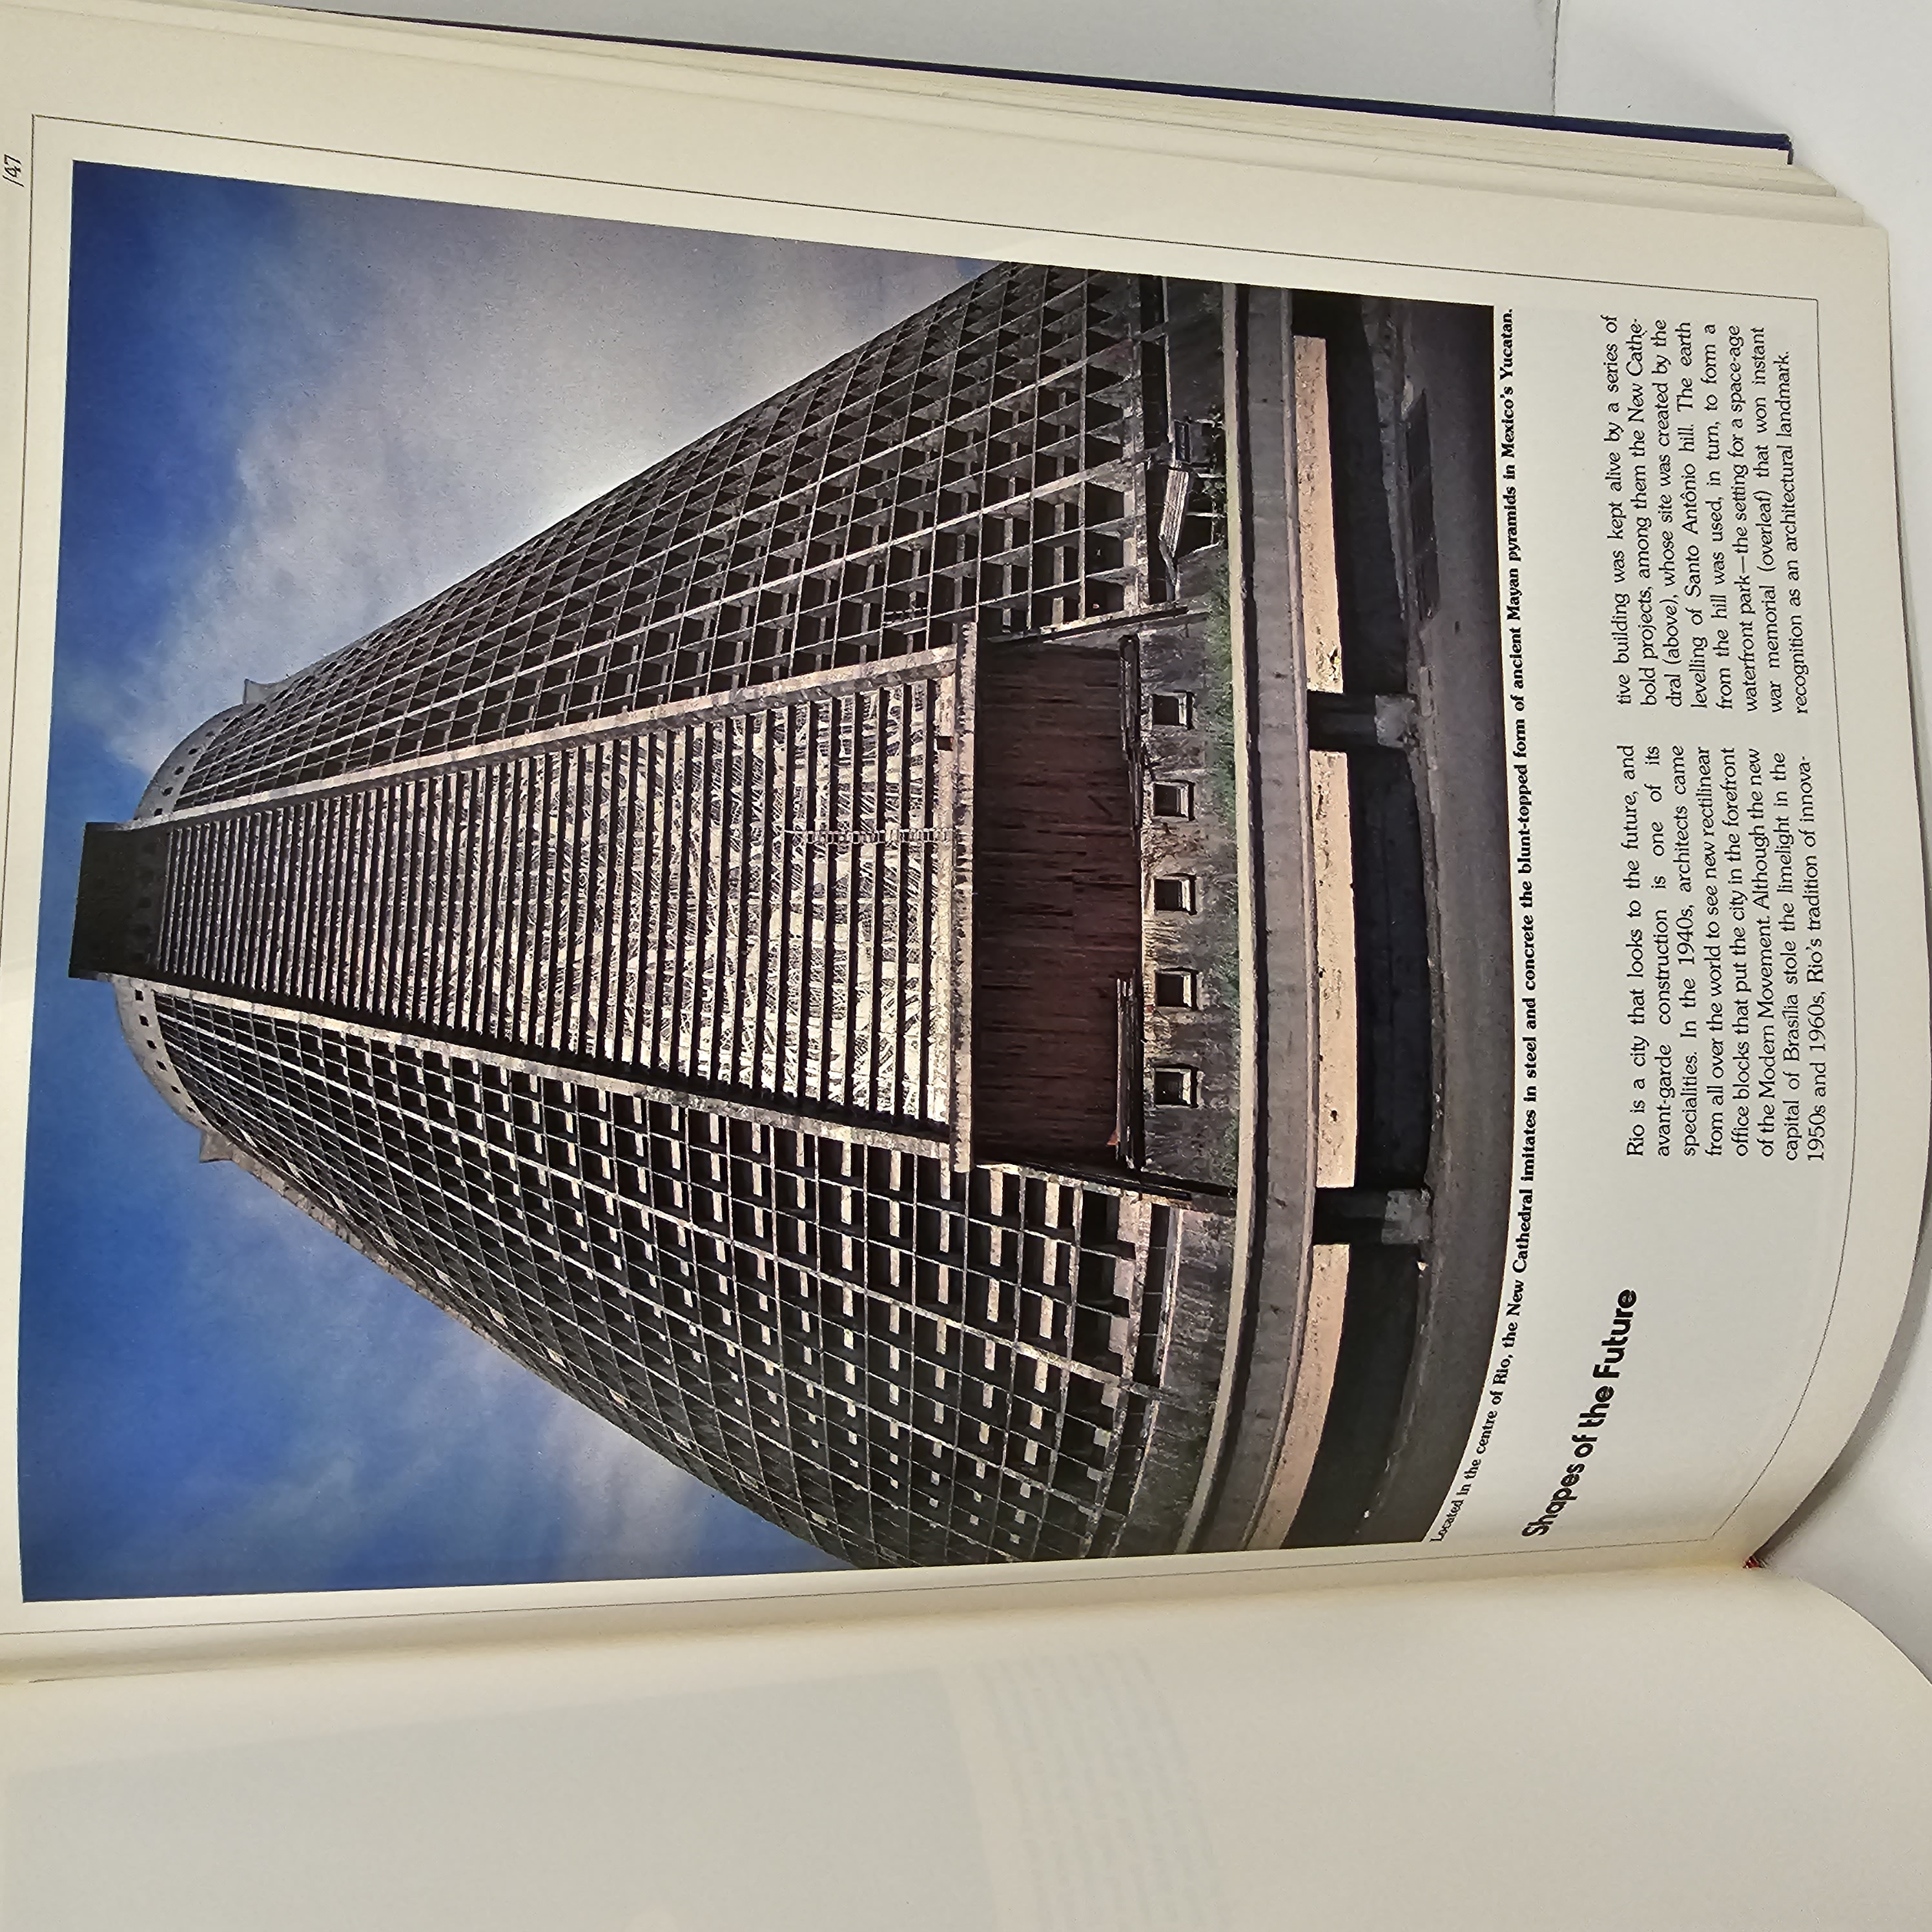 /47
Located in the centre of Rio, the New Cathedral imitates in steel and concrete the blunt-topped form of ancient Mayan pyramids in Mexico's Yucatan.
Shapes of the Future
Rio is a city that looks to the future, and
avant-garde construction is one of its
specialities. In the 1940s, architects came
from all over the world to see new rectilinear
office blocks that put the city in the forefront
of the Modern Movement. Although the new
capital of Brasília stole the limelight in the
1950s and 1960s, Rio's tradition of innova-
tive building was kept alive by a series of
bold projects, among them the New Cathe-
dral (above), whose site was created by the
levelling of Santo Antônio hill. The earth
from the hill was used, in turn, to form a
waterfront park—the setting for a space-age
war memorial (overleaf) that won instant
recognition as an architectural landmark.